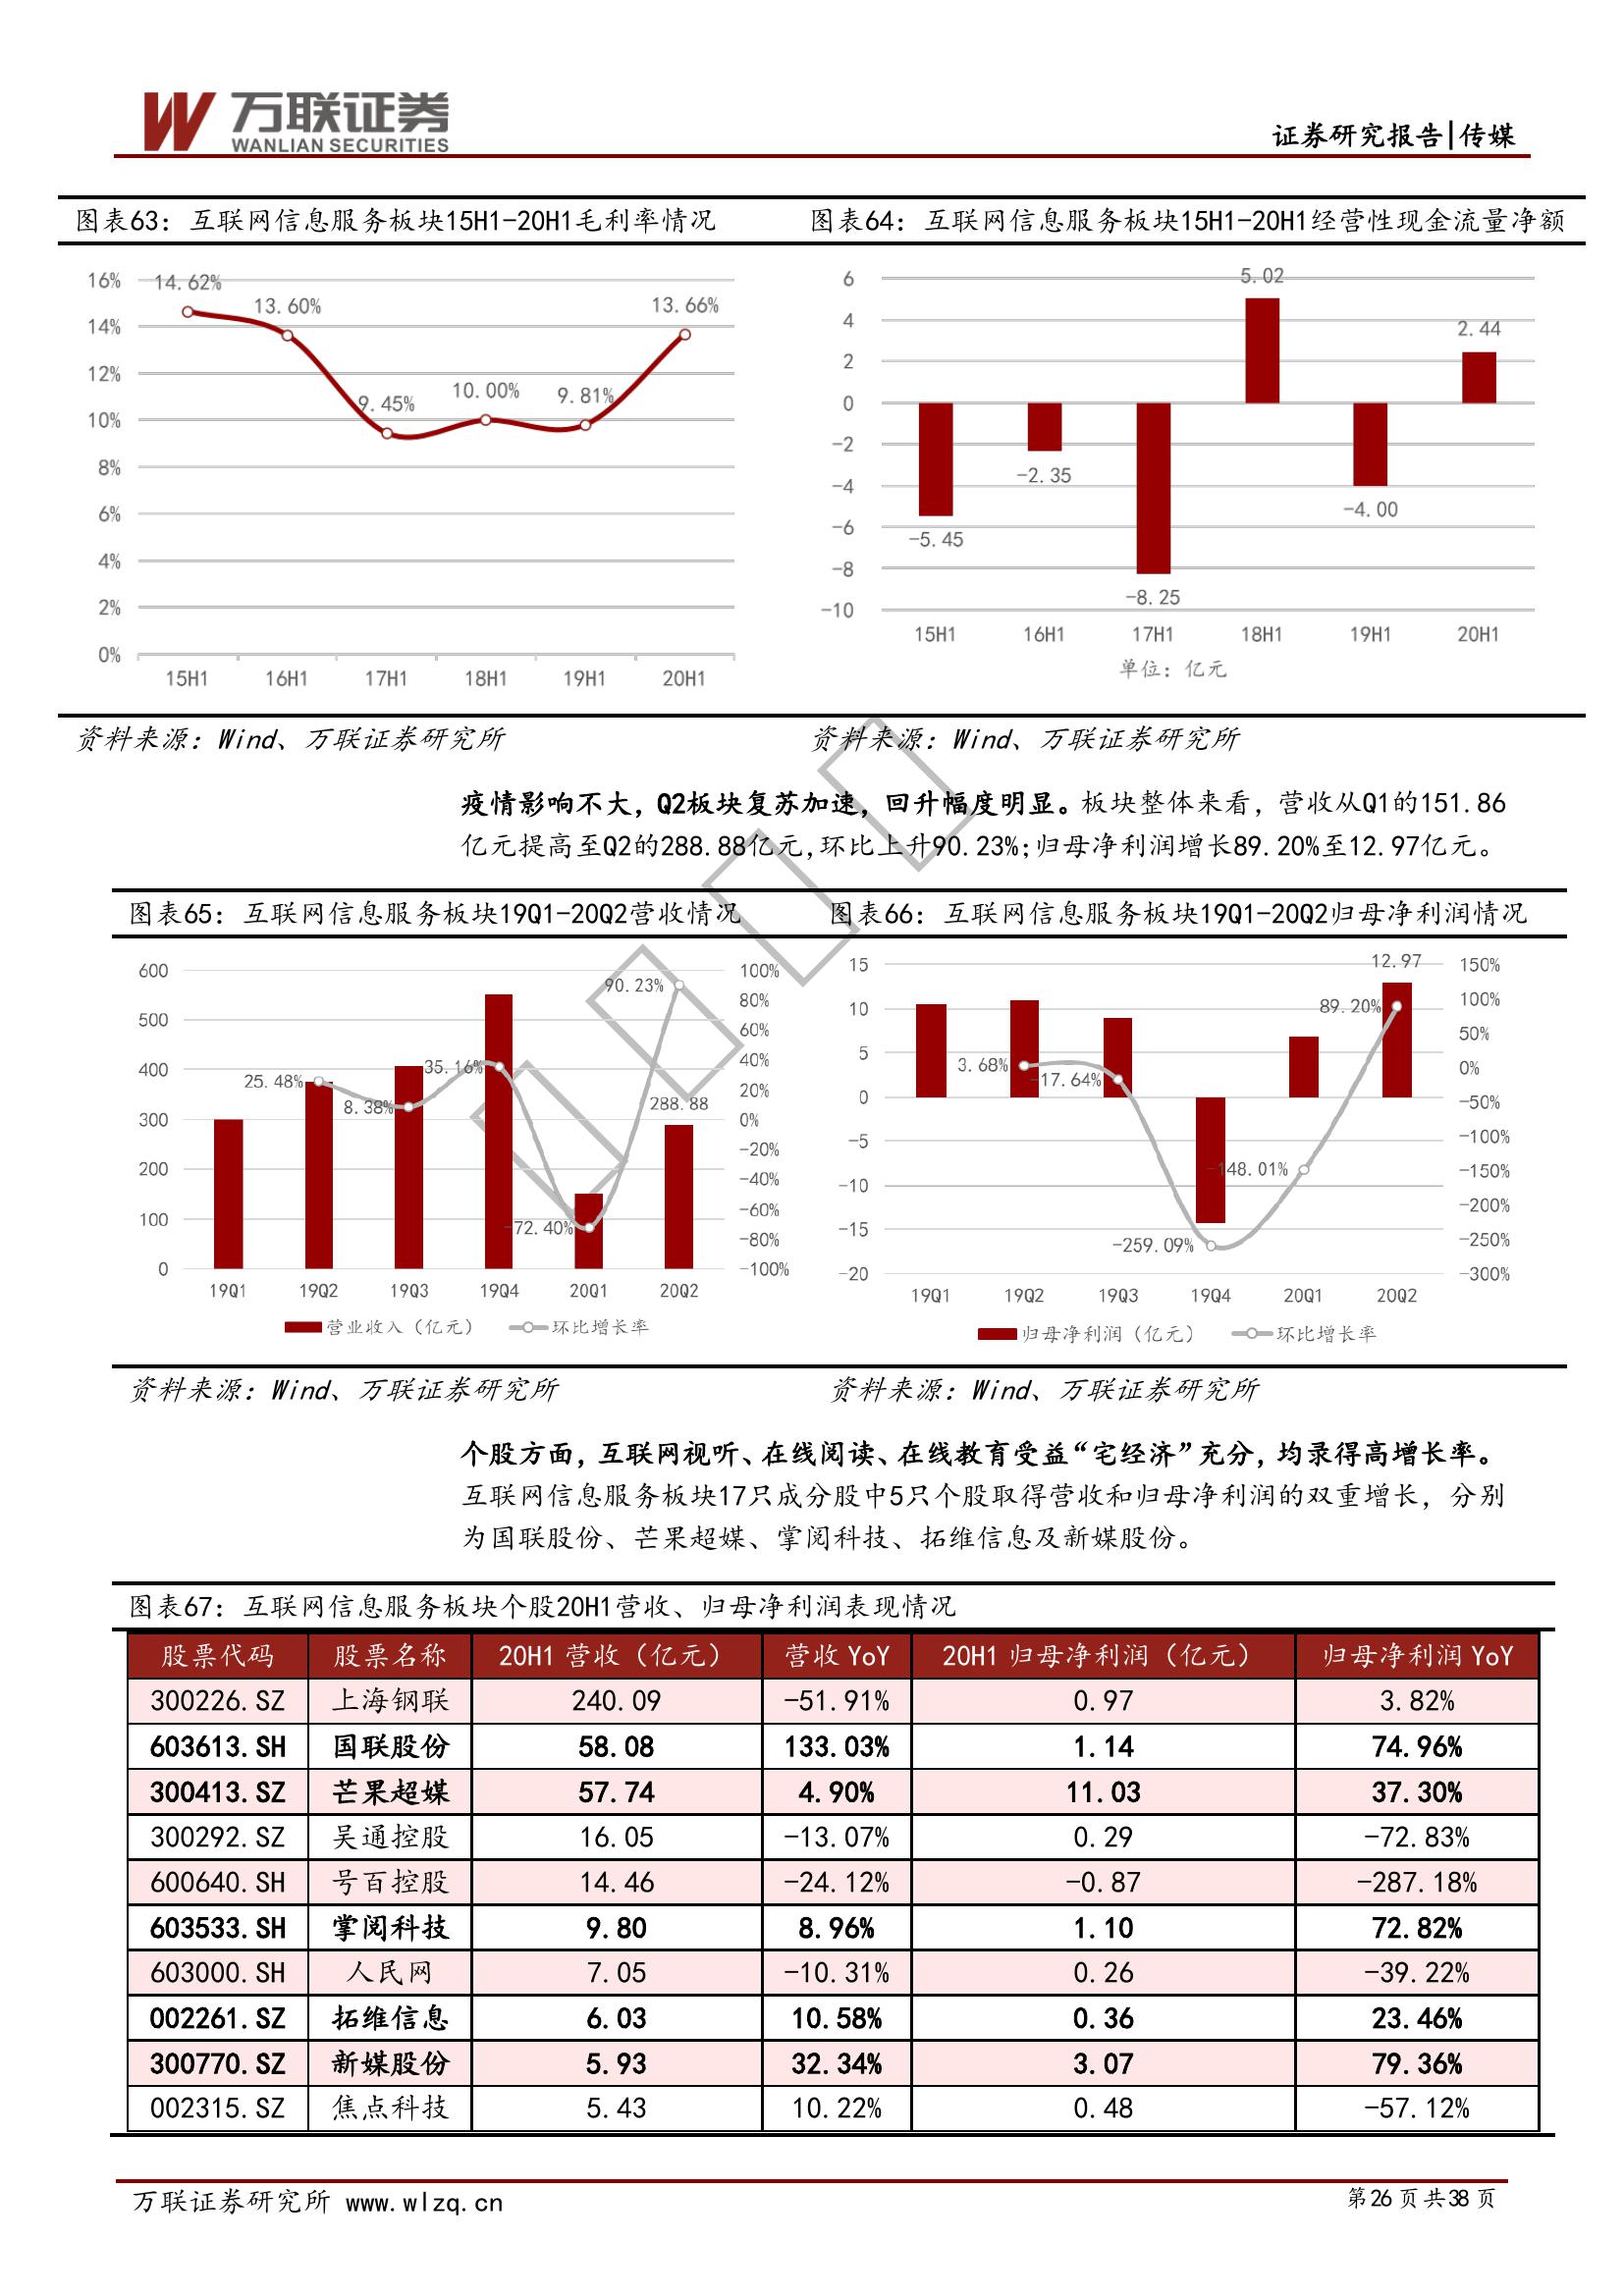 万联证券
WANLIAN SECURITIES
证券研究报告|传媒
图表63：互联网信息服务板块15H1-20H1毛利率情况
16%
14%
12%
10%
8%
6%
4%
2%
0%
14.62%
13.60%
9.45%
10.00%
9.81%
13.66%
15H1 16H1 17H1 18H1 19H1 20H1
资料来源：Wind、万联证券研究所
图表64：互联网信息服务板块15H1-20H1经营性现金流量净额
6
4
2
0
-2
-4
-6
-8
-10
-5.45
-2.35
-8.25
5.02
-4.00
2.44
15H1 16H1 17H1 18H1 19H1 20H1
单位：亿元
资料来源：Wind、万联证券研究所
疫情影响不大，Q2板块复苏加速，回升幅度明显。板块整体来看，营收从Q1的151.86
亿元提高至Q2的288.88亿元,环比上升90.23%;归母净利润增长89.20%至12.97亿元。
图表65：互联网信息服务板块19Q1-20Q2营收情况
600
500
400
300
200
100
0
25.48%
8.38%
35.16%
-72.40%
90.23%
288.88
100%
80%
60%
40%
20%
0%
-20%
-40%
-60%
-80%
-100%
19Q1 19Q2 19Q3 19Q4 20Q1 20Q2
营业收入（亿元） 环比增长率
资料来源：Wind、万联证券研究所
图表66：互联网信息服务板块19Q1-20Q2归母净利润情况
15
10
5
0
-5
-10
-15
-20
3.68%
-17.64%
-259.09%
-148.01%
89.20%
12.97
150%
100%
50%
0%
-50%
-100%
-150%
-200%
-250%
-300%
19Q1 19Q2 19Q3 19Q4 20Q1 20Q2
归母净利润（亿元） 环比增长率
资料来源：Wind、万联证券研究所
个股方面，互联网视听、在线阅读、在线教育受益“宅经济”充分，均录得高增长率。
互联网信息服务板块17只成分股中5只个股取得营收和归母净利润的双重增长，分别
为国联股份、芒果超媒、掌阅科技、拓维信息及新媒股份。
图表67：互联网信息服务板块个股20H1营收、归母净利润表现情况
股票代码 股票名称 20H1 营收（亿元） 营收 YoY 20H1 归母净利润（亿元） 归母净利润 YoY
300226.SZ 上海钢联 240.09 -51.91% 0.97 3.82%
603613.SH 国联股份 58.08 133.03% 1.14 74.96%
300413.SZ 芒果超媒 57.74 4.90% 11.03 37.30%
300292.SZ 吴通控股 16.05 -13.07% 0.29 -72.83%
600640.SH 号百控股 14.46 -24.12% -0.87 -287.18%
603533.SH 掌阅科技 9.80 8.96% 1.10 72.82%
603000.SH 人民网 7.05 -10.31% 0.26 -39.22%
002261.SZ 拓维信息 6.03 10.58% 0.36 23.46%
300770.SZ 新媒股份 5.93 32.34% 3.07 79.36%
002315.SZ 焦点科技 5.43 10.22% 0.48 -57.12%
万联证券研究所 www.wlzq.cn
第26页共38页